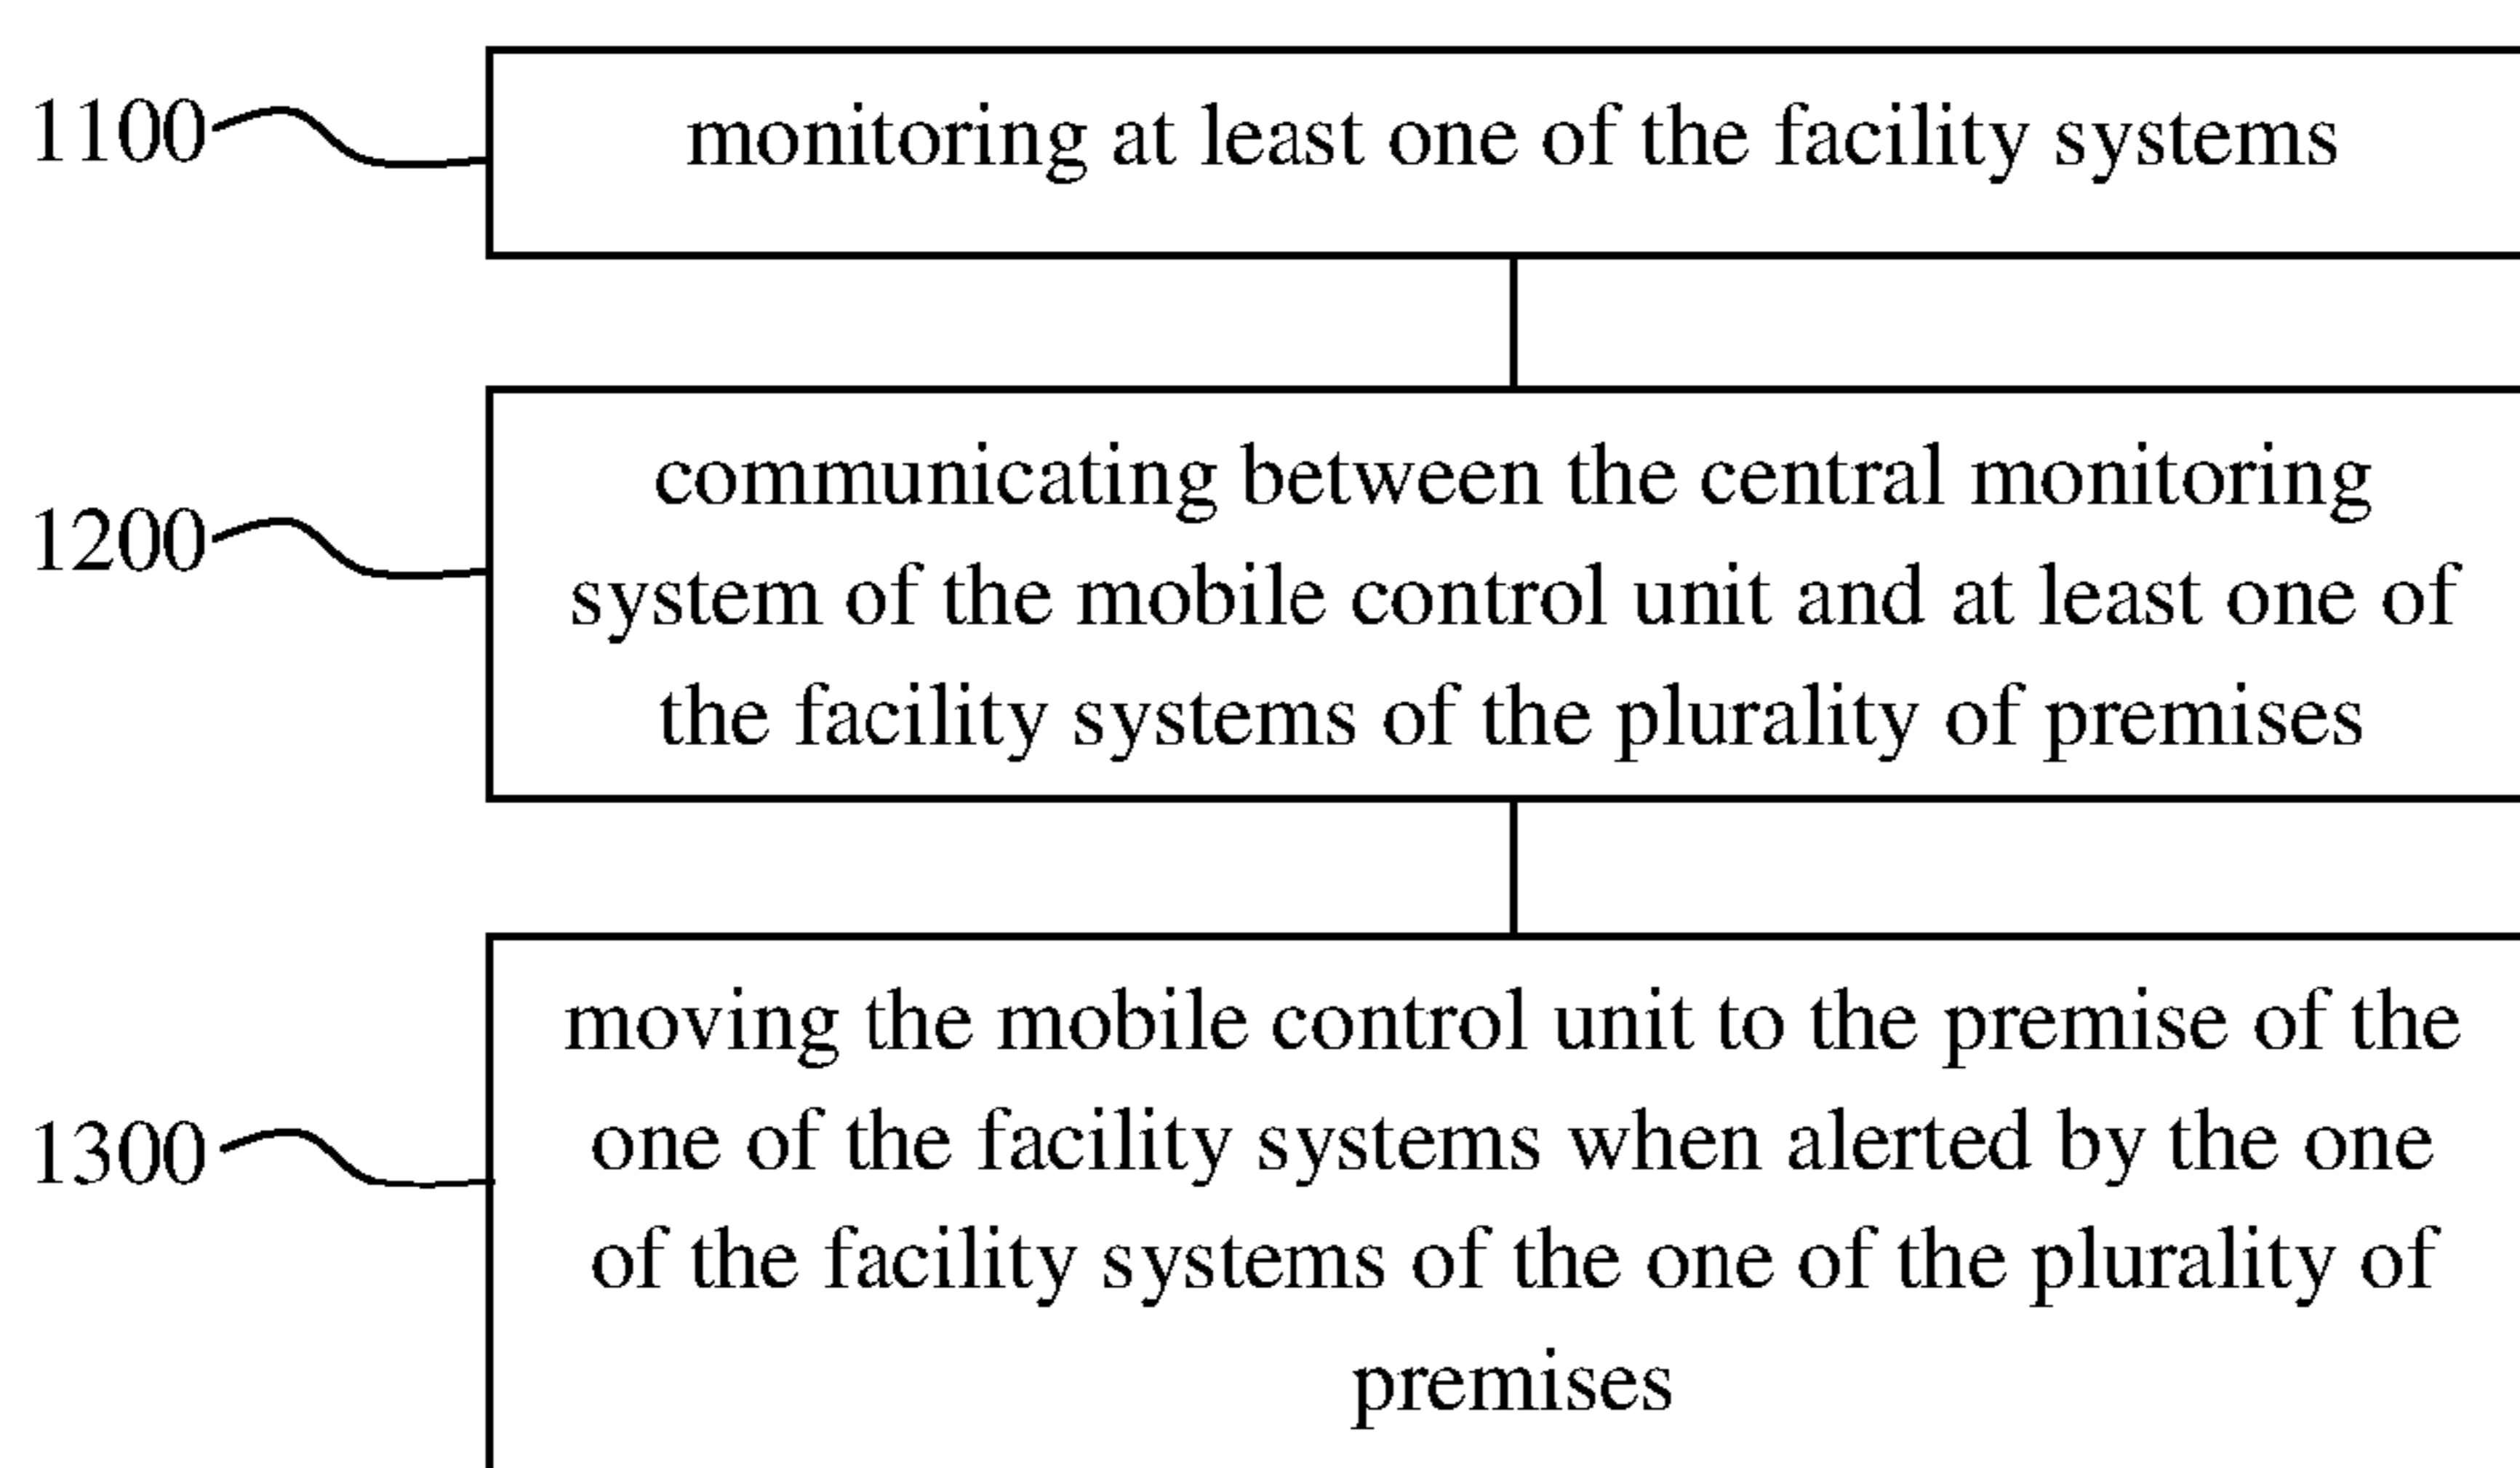 1100
monitoring at least one of the facility systems
1200
communicating between the central monitoring
system of the mobile control unit and at least one of
the facility systems of the plurality of premises
1300
moving the mobile control unit to the premise of the
one of the facility systems when alerted by the one
of the facility systems of the one of the plurality of
premises